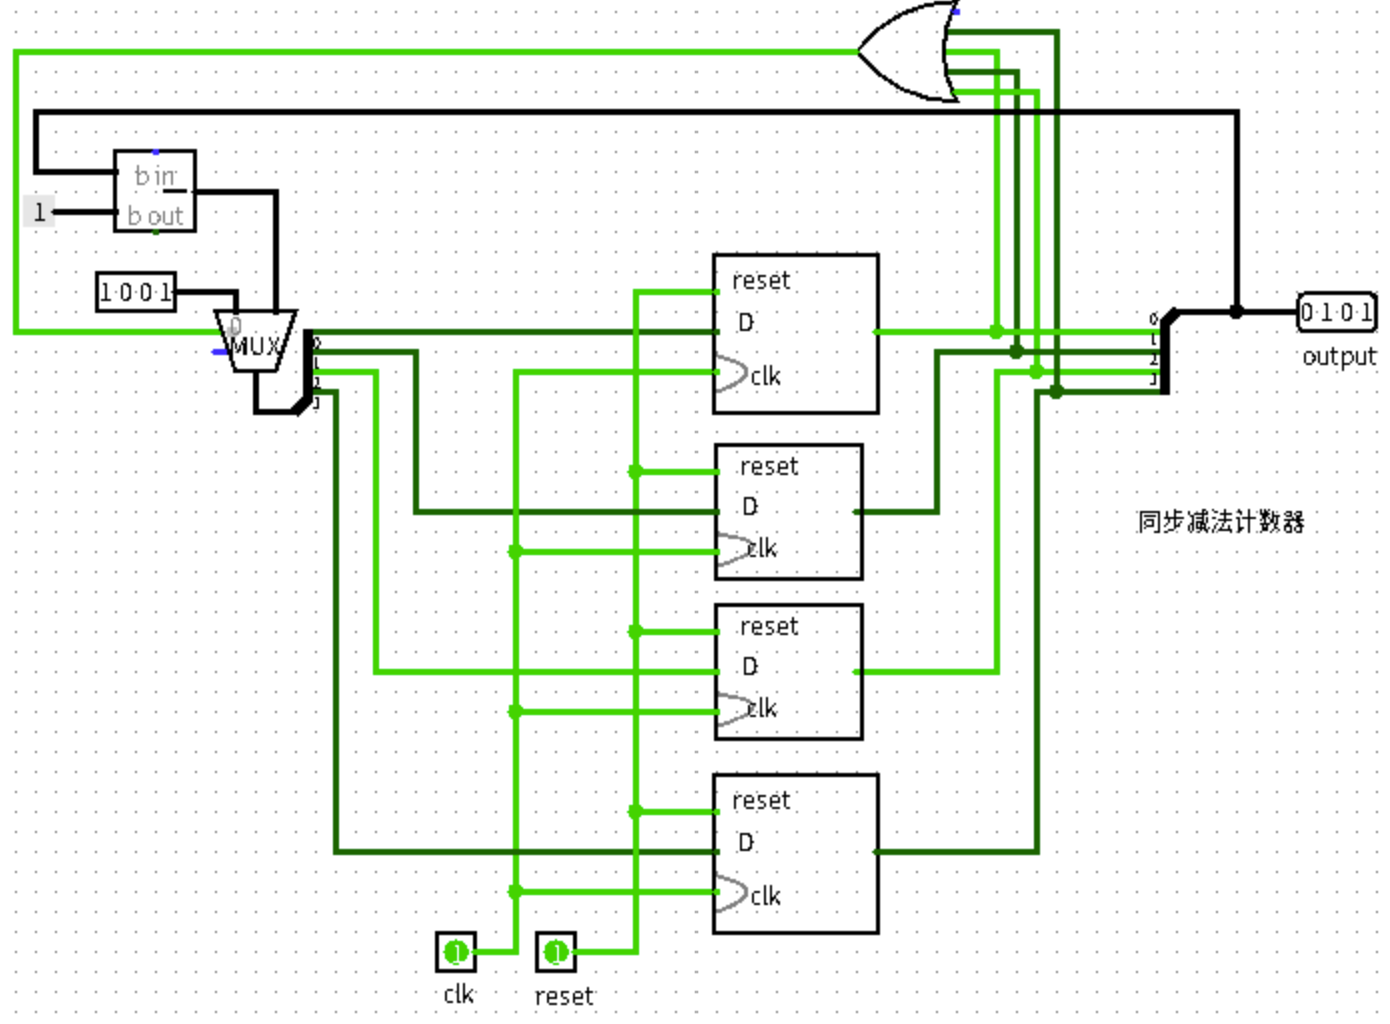 b in
1
b out
1001
0
MUX
0
1
2
3
reset
D
clk
reset
D
clk
reset
D
clk
reset
D
clk
0
1
2
3
0101
output
同步减法计数器
1
1
clk
reset